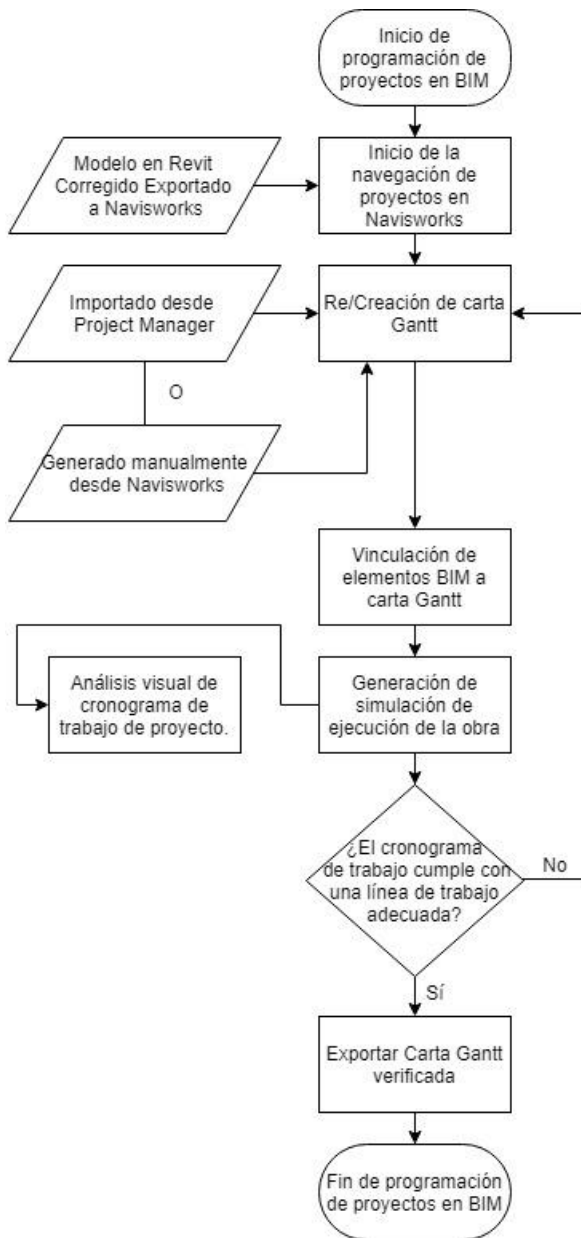 Inicio de
programación de
proyectos en BIM
Modelo en Revit
Corregido Exportado
a Navisworks
Inicio de la
navegación de
proyectos en
Navisworks
Importado desde
Project Manager
Re/Creación de carta
Gantt
O
Generado manualmente
desde Navisworks
Vinculación de
elementos BIM a
carta Gantt
Análisis visual de
cronograma de
trabajo de proyecto.
Generación de
simulación de
ejecución de la obra
¿El cronograma
de trabajo cumple con
una línea de trabajo
adecuada?
No
Sí
Exportar Carta Gantt
verificada
Fin de programación
de proyectos en BIM